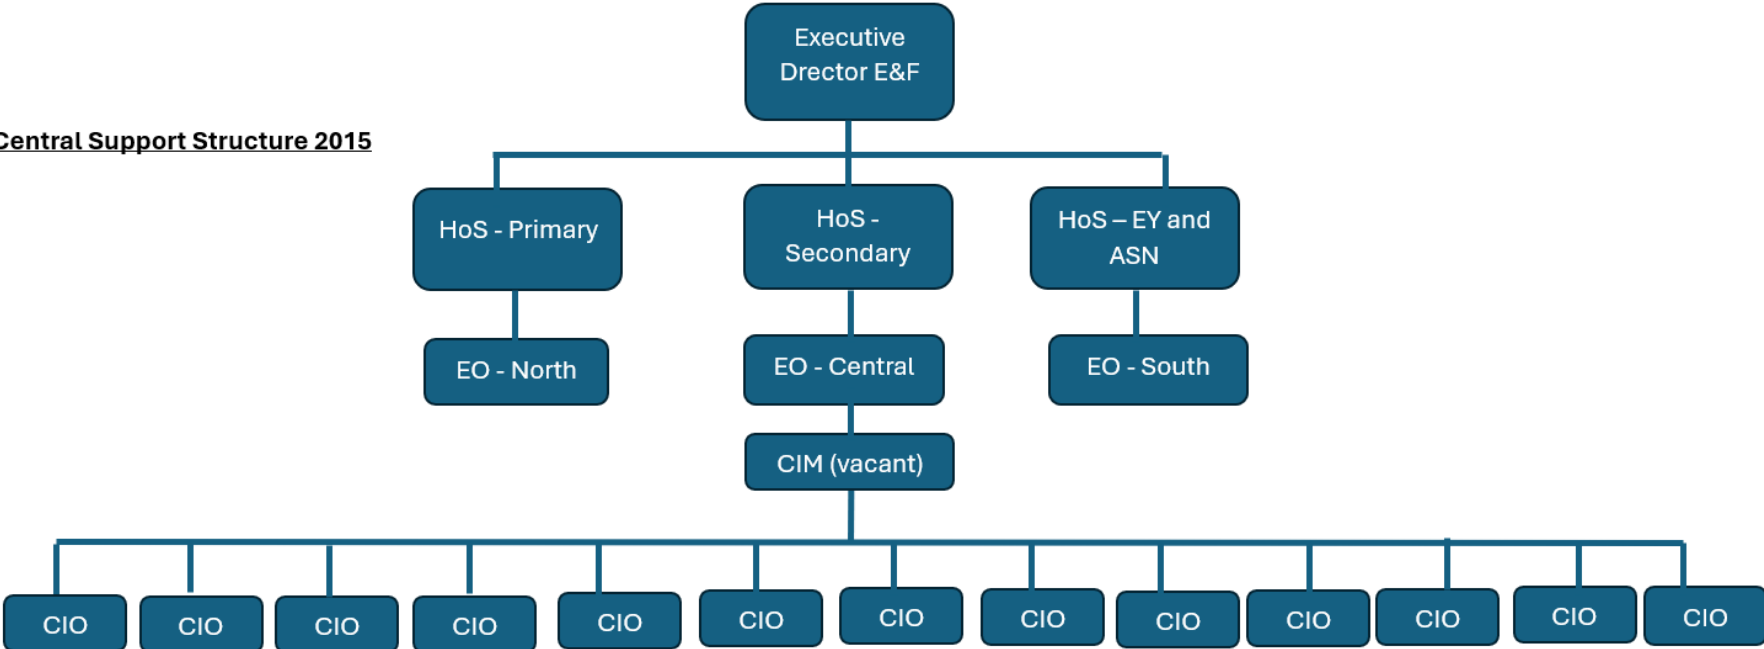 Executive
Drector E&F
Central Support Structure 2015
HoS - Primary
HoS -
Secondary
HoS – EY and
ASN
EO - North
EO - Central
EO - South
CIM (vacant)
CIO
CIO
CIO
CIO
CIO
CIO
CIO
CIO
CIO
CIO
CIO
CIO
CIO